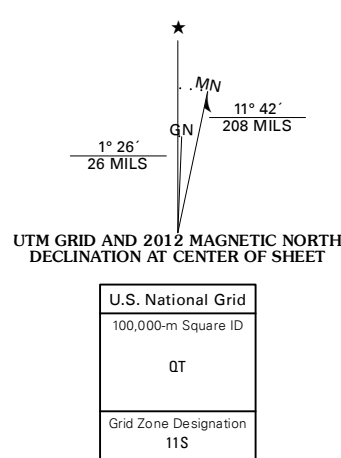 ★
MN
GN
11° 42´
208 MILS
1° 26´
26 MILS
UTM GRID AND 2012 MAGNETIC NORTH
DECLINATION AT CENTER OF SHEET
U.S. National Grid
100,000-m Square ID
QT
Grid Zone Designation
11S